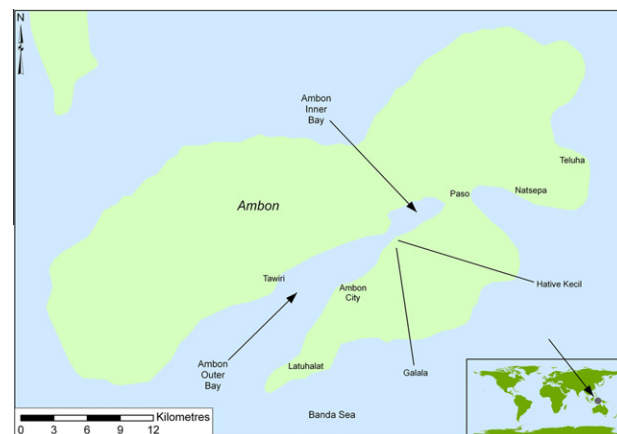 N
Ambon
Inner
Bay
Teluha
Paso
Natsepa
Ambon
Tawiri
Ambon
City
Hative Kecil
Ambon
Outer
Bay
Latuhalat
Galala
Banda Sea
Kilometres
0 3 6 9 12